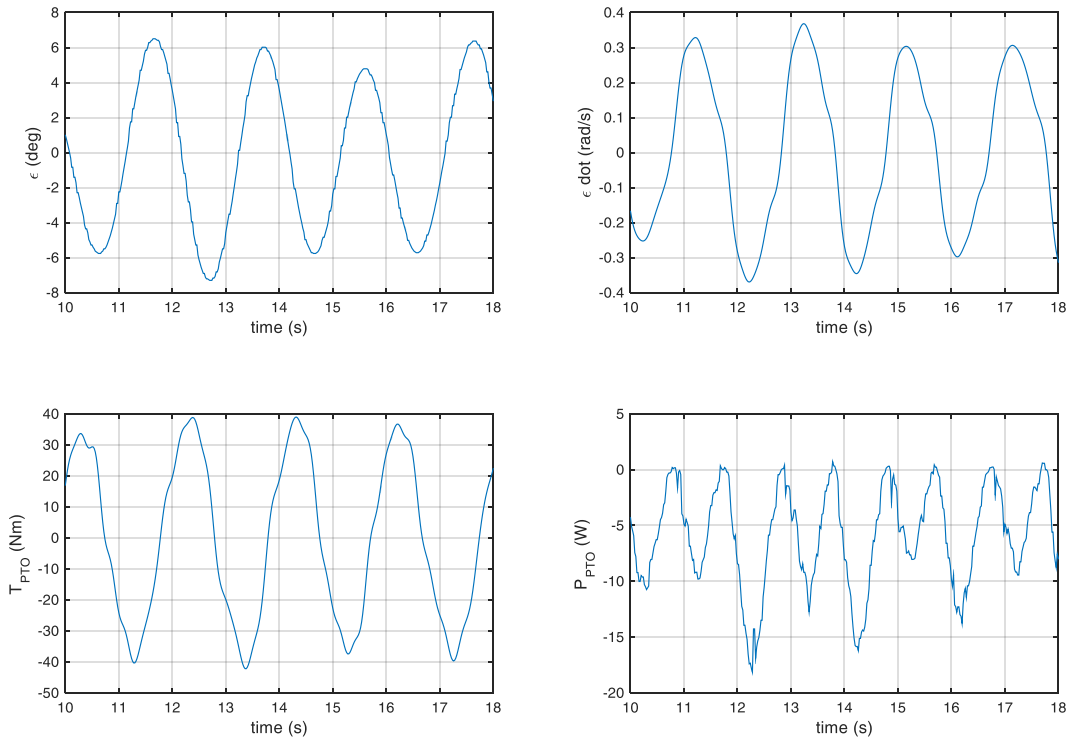 8
6
4
2
0
-2
-4
-6
-8
ϵ (deg)
10 11 12 13 14 15 16 17 18
time (s)
0.4
0.3
0.2
0.1
0
-0.1
-0.2
-0.3
-0.4
ϵ dot (rad/s)
10 11 12 13 14 15 16 17 18
time (s)
40
30
20
10
0
-10
-20
-30
-40
-50
T_PTO (Nm)
10 11 12 13 14 15 16 17 18
time (s)
5
0
-5
-10
-15
-20
P_PTO (W)
10 11 12 13 14 15 16 17 18
time (s)